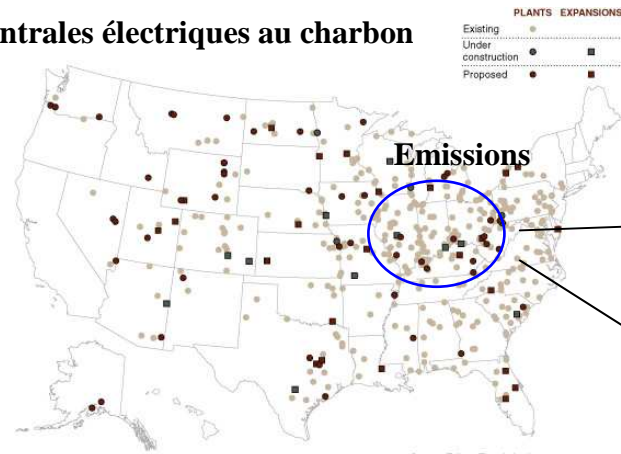 ntrales électriques au charbon
PLANTS EXPANSIONS
Existing
Under
construction
Proposed
Emissions